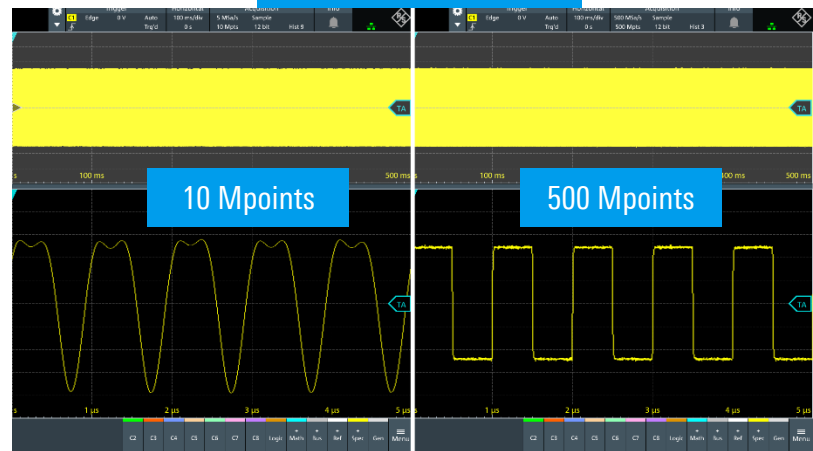 Trigger Horizontal Acquisition Info
C1 Edge 0 V Auto 100 ms/div 5 MSa/s Sample
Trg'd 0 s 10 Mpts 12 bit Hist 9
TA
100 ms 500 ms
10 Mpoints
TA
s 1 µs 2 µs 3 µs 4 µs 5 µs
C2 C3 C4 C5 C6 C7 C8 Logic Math Bus Ref Spec Gen Menu
Trigger Horizontal Acquisition Info
C1 Edge 0 V Auto 100 ms/div 500 MSa/s Sample
Trg'd 0 s 500 Mpts 12 bit Hist 3
TA
s 100 ms 400 ms 500 ms
500 Mpoints
TA
s 1 µs 2 µs 3 µs 4 µs 5 µs
C2 C3 C4 C5 C6 C7 C8 Logic Math Bus Ref Spec Gen Menu